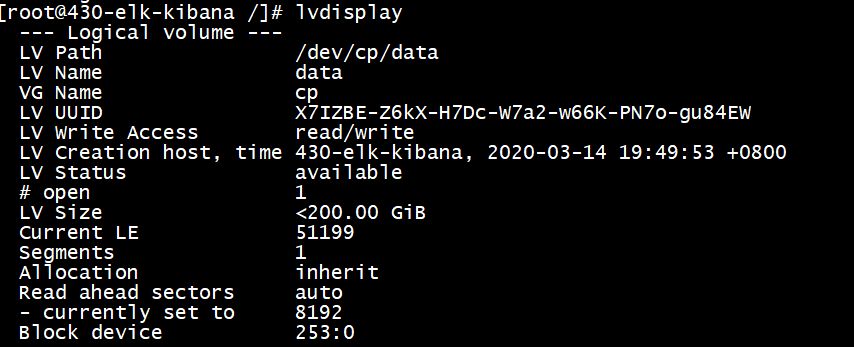 [root@430-elk-kibana /]# lvdisplay
--- Logical volume ---
LV Path                /dev/cp/data
LV Name                data
VG Name                cp
LV UUID                X7IZBE-Z6kX-H7Dc-W7a2-w66K-PN7o-gu84EW
LV Write Access        read/write
LV Creation host, time 430-elk-kibana, 2020-03-14 19:49:53 +0800
LV Status              available
# open                 1
LV Size                <200.00 GiB
Current LE             51199
Segments               1
Allocation             inherit
Read ahead sectors     auto
- currently set to     8192
Block device           253:0